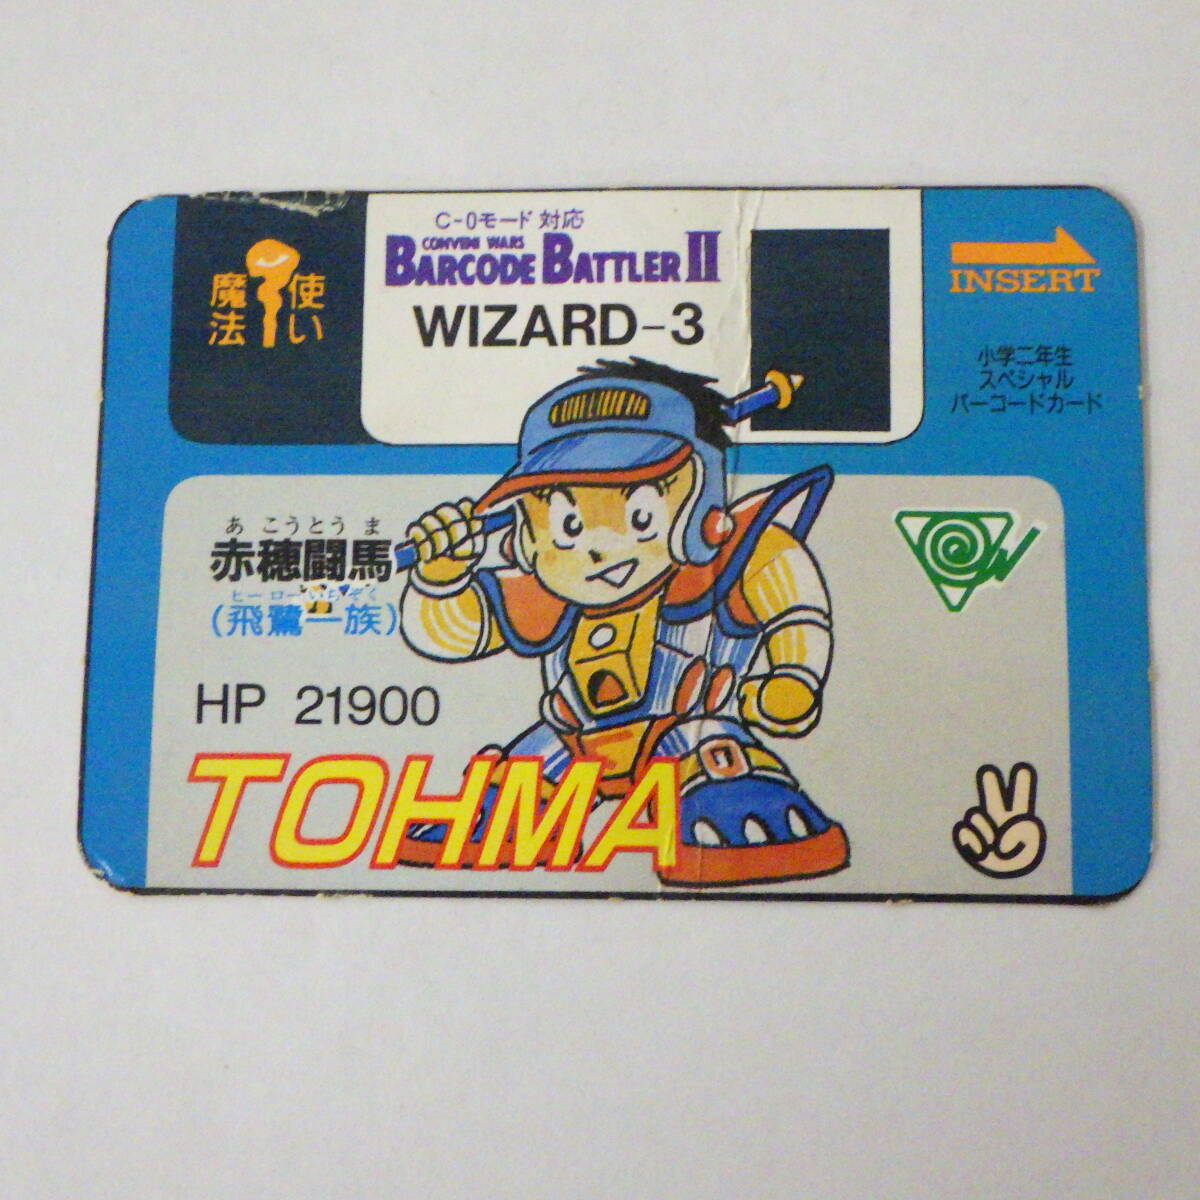 魔法使い
C-0モード対応
CONVENI WARS
BARCODE BATTLER II
WIZARD-3
INSERT
小学二年生
スペシャル
バーコードカード
あこうとうま
赤穂闘馬
ヒーローいちぞく
(飛鷺一族)
HP 21900
TOHMA